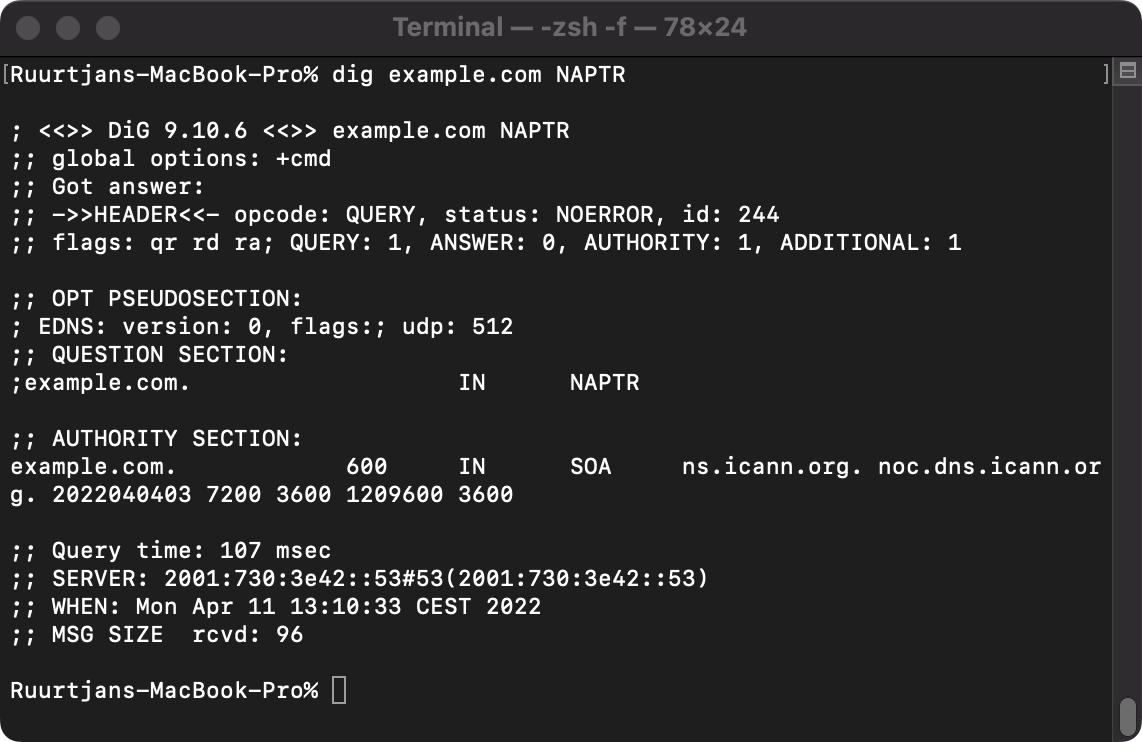 Terminal — -zsh -f — 78×24
[Ruurtjans-MacBook-Pro% dig example.com NAPTR ]
; <<>> DiG 9.10.6 <<>> example.com NAPTR
;; global options: +cmd
;; Got answer:
;; ->>HEADER<<- opcode: QUERY, status: NOERROR, id: 244
;; flags: qr rd ra; QUERY: 1, ANSWER: 0, AUTHORITY: 1, ADDITIONAL: 1
;; OPT PSEUDOSECTION:
; EDNS: version: 0, flags:; udp: 512
;; QUESTION SECTION:
;example.com. IN NAPTR
;; AUTHORITY SECTION:
example.com. 600 IN SOA ns.icann.org. noc.dns.icann.or
g. 2022040403 7200 3600 1209600 3600
;; Query time: 107 msec
;; SERVER: 2001:730:3e42::53#53(2001:730:3e42::53)
;; WHEN: Mon Apr 11 13:10:33 CEST 2022
;; MSG SIZE  rcvd: 96
Ruurtjans-MacBook-Pro%